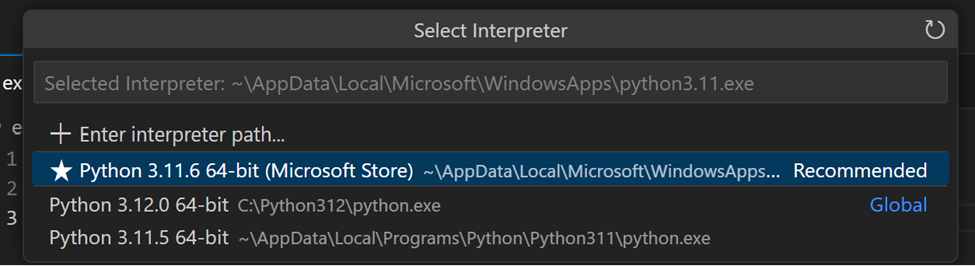 Select Interpreter
ex
Selected Interpreter: ~\AppData\Local\Microsoft\WindowsApps\python3.11.exe
e
+ Enter interpreter path...
1
★ Python 3.11.6 64-bit (Microsoft Store) ~\AppData\Local\Microsoft\WindowsApps... Recommended
2
Python 3.12.0 64-bit C:\Python312\python.exe Global
3
Python 3.11.5 64-bit ~\AppData\Local\Programs\Python\Python311\python.exe